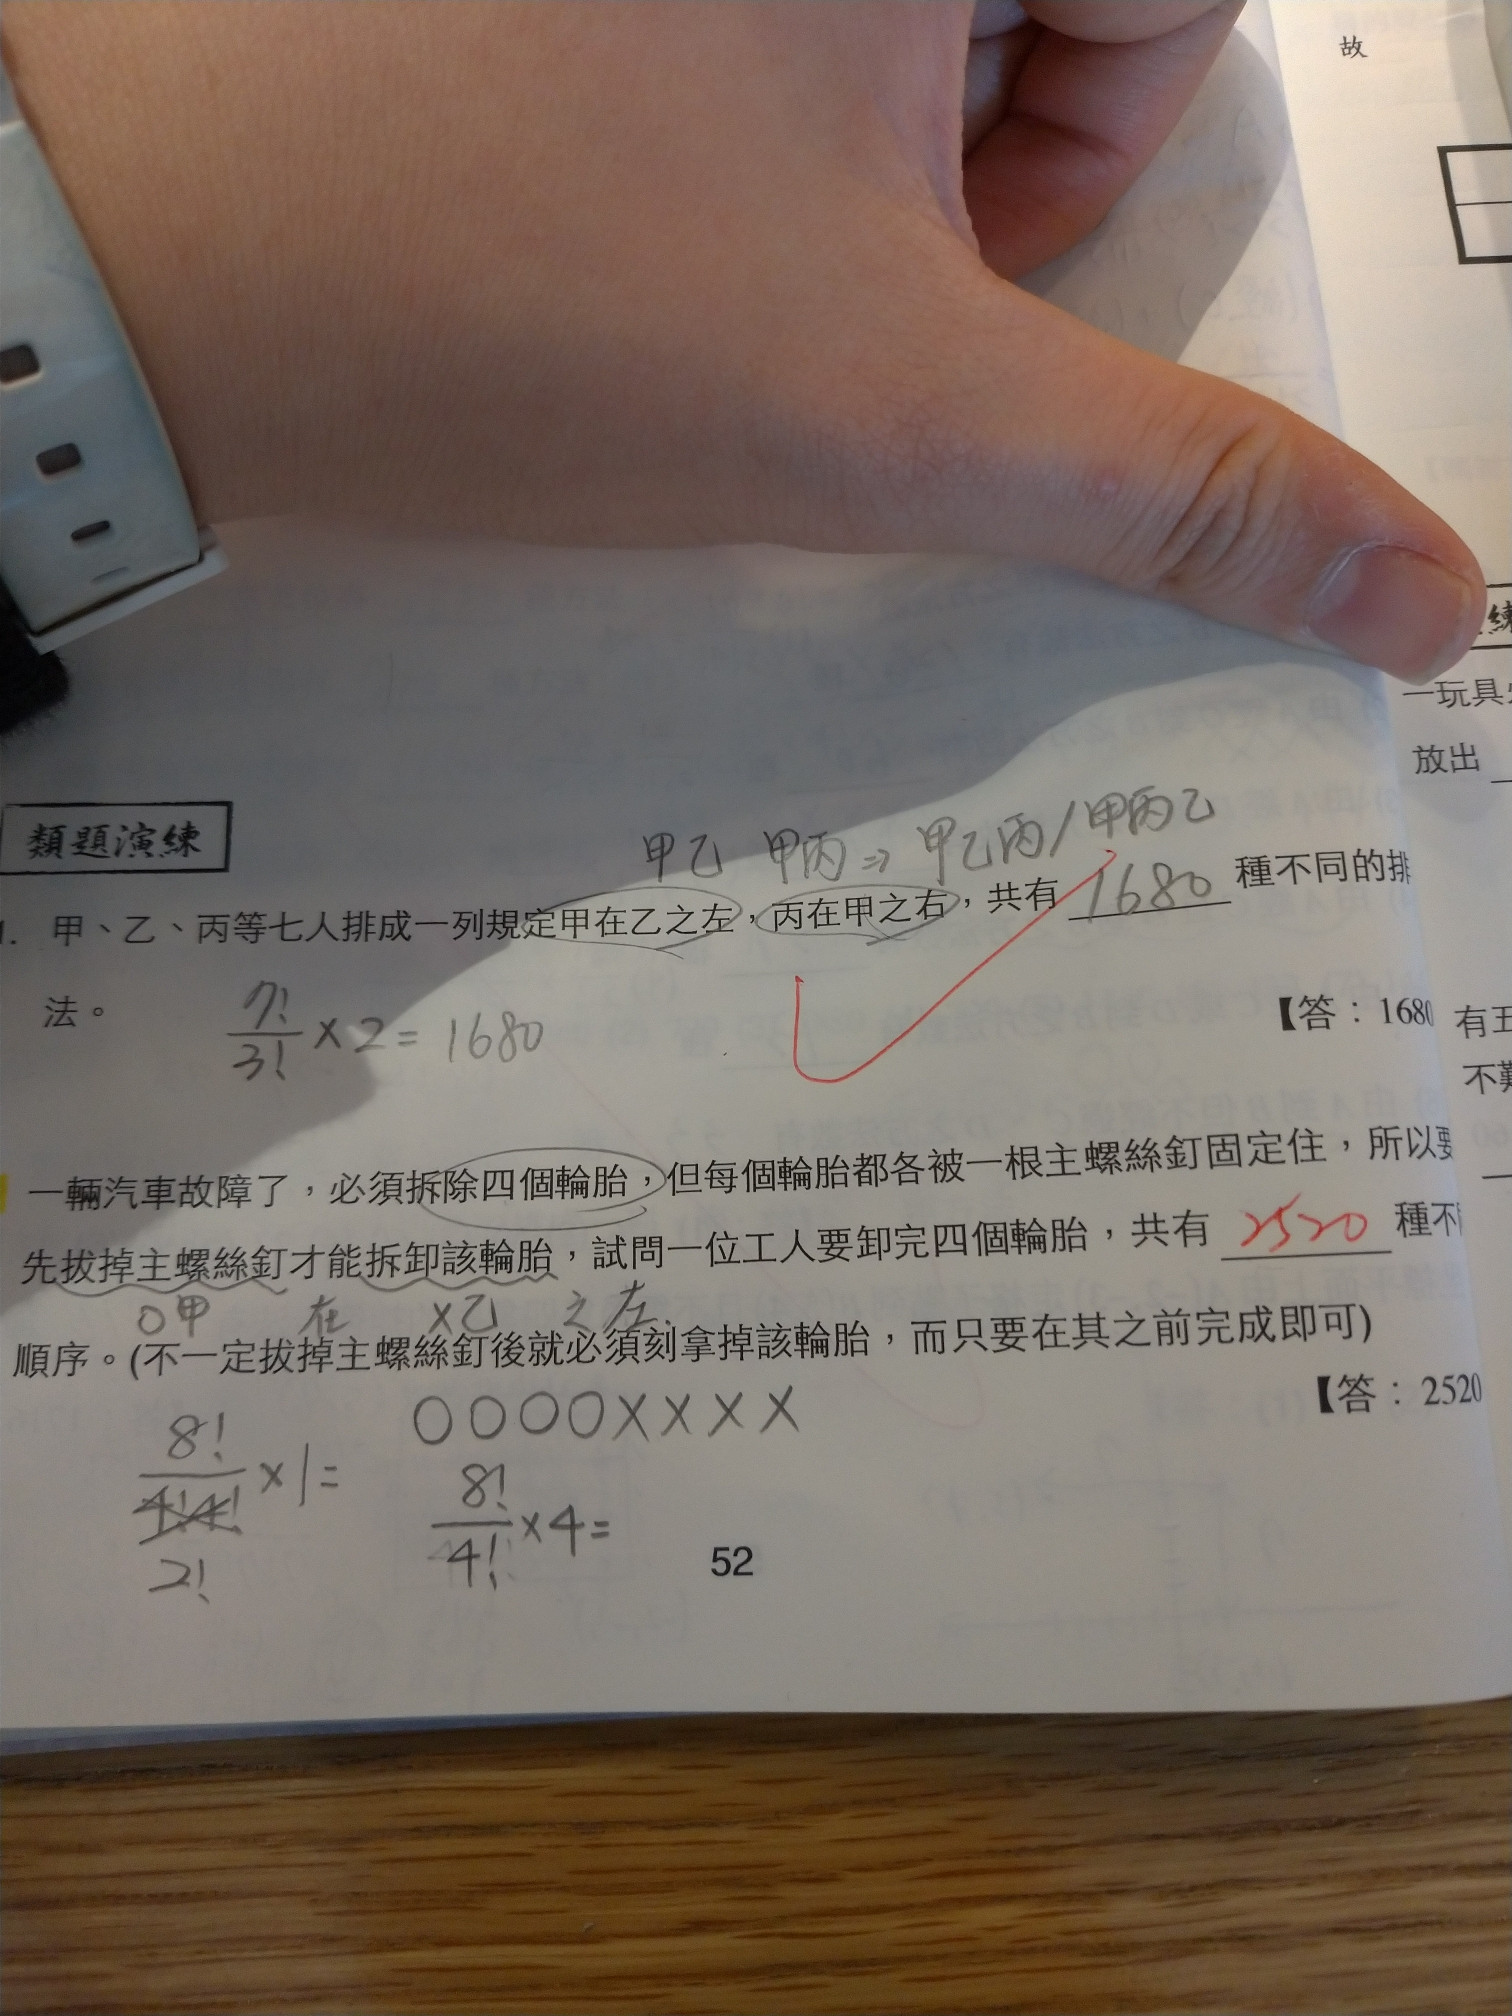 故
類題演練
甲乙 甲丙⇒甲乙丙/甲丙乙
1. 甲、乙、丙等七人排成一列規定甲在乙之左,丙在甲之右,共有 1680 種不同的排
法。
7!/3! ×2= 1680
【答:1680
一輛汽車故障了,必須拆除四個輪胎,但每個輪胎都各被一根主螺絲釘固定住,所以要
先拔掉主螺絲釘才能拆卸該輪胎,試問一位工人要卸完四個輪胎,共有 2520 種不
O甲 在 X乙 之左.
順序。(不一定拔掉主螺絲釘後就必須刻拿掉該輪胎,而只要在其之前完成即可)
【答:2520
OOOOXXXX
8!/4!4! ×1=
2!
8!/4! ×4=
52
一玩具
放出
有五
不